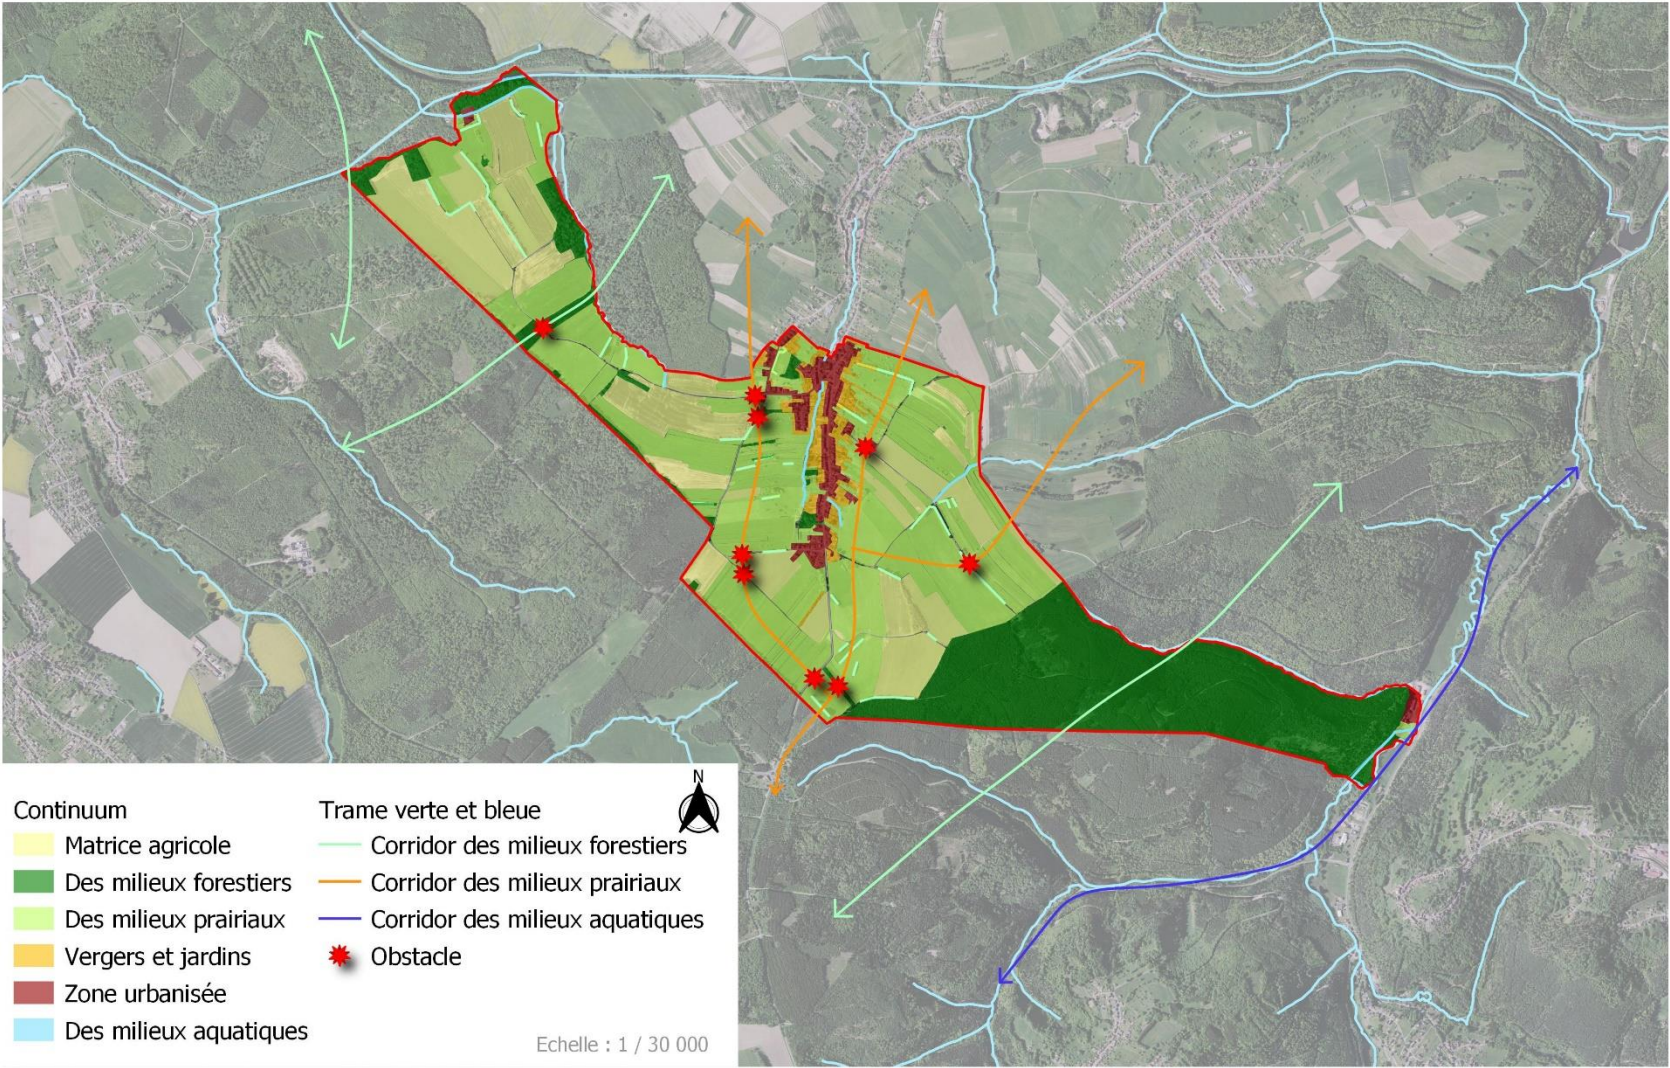 N
Continuum
Matrice agricole
Des milieux forestiers
Des milieux prairiaux
Vergers et jardins
Zone urbanisée
Des milieux aquatiques
Trame verte et bleue
Corridor des milieux forestiers
Corridor des milieux prairiaux
Corridor des milieux aquatiques
Obstacle
Echelle : 1 / 30 000